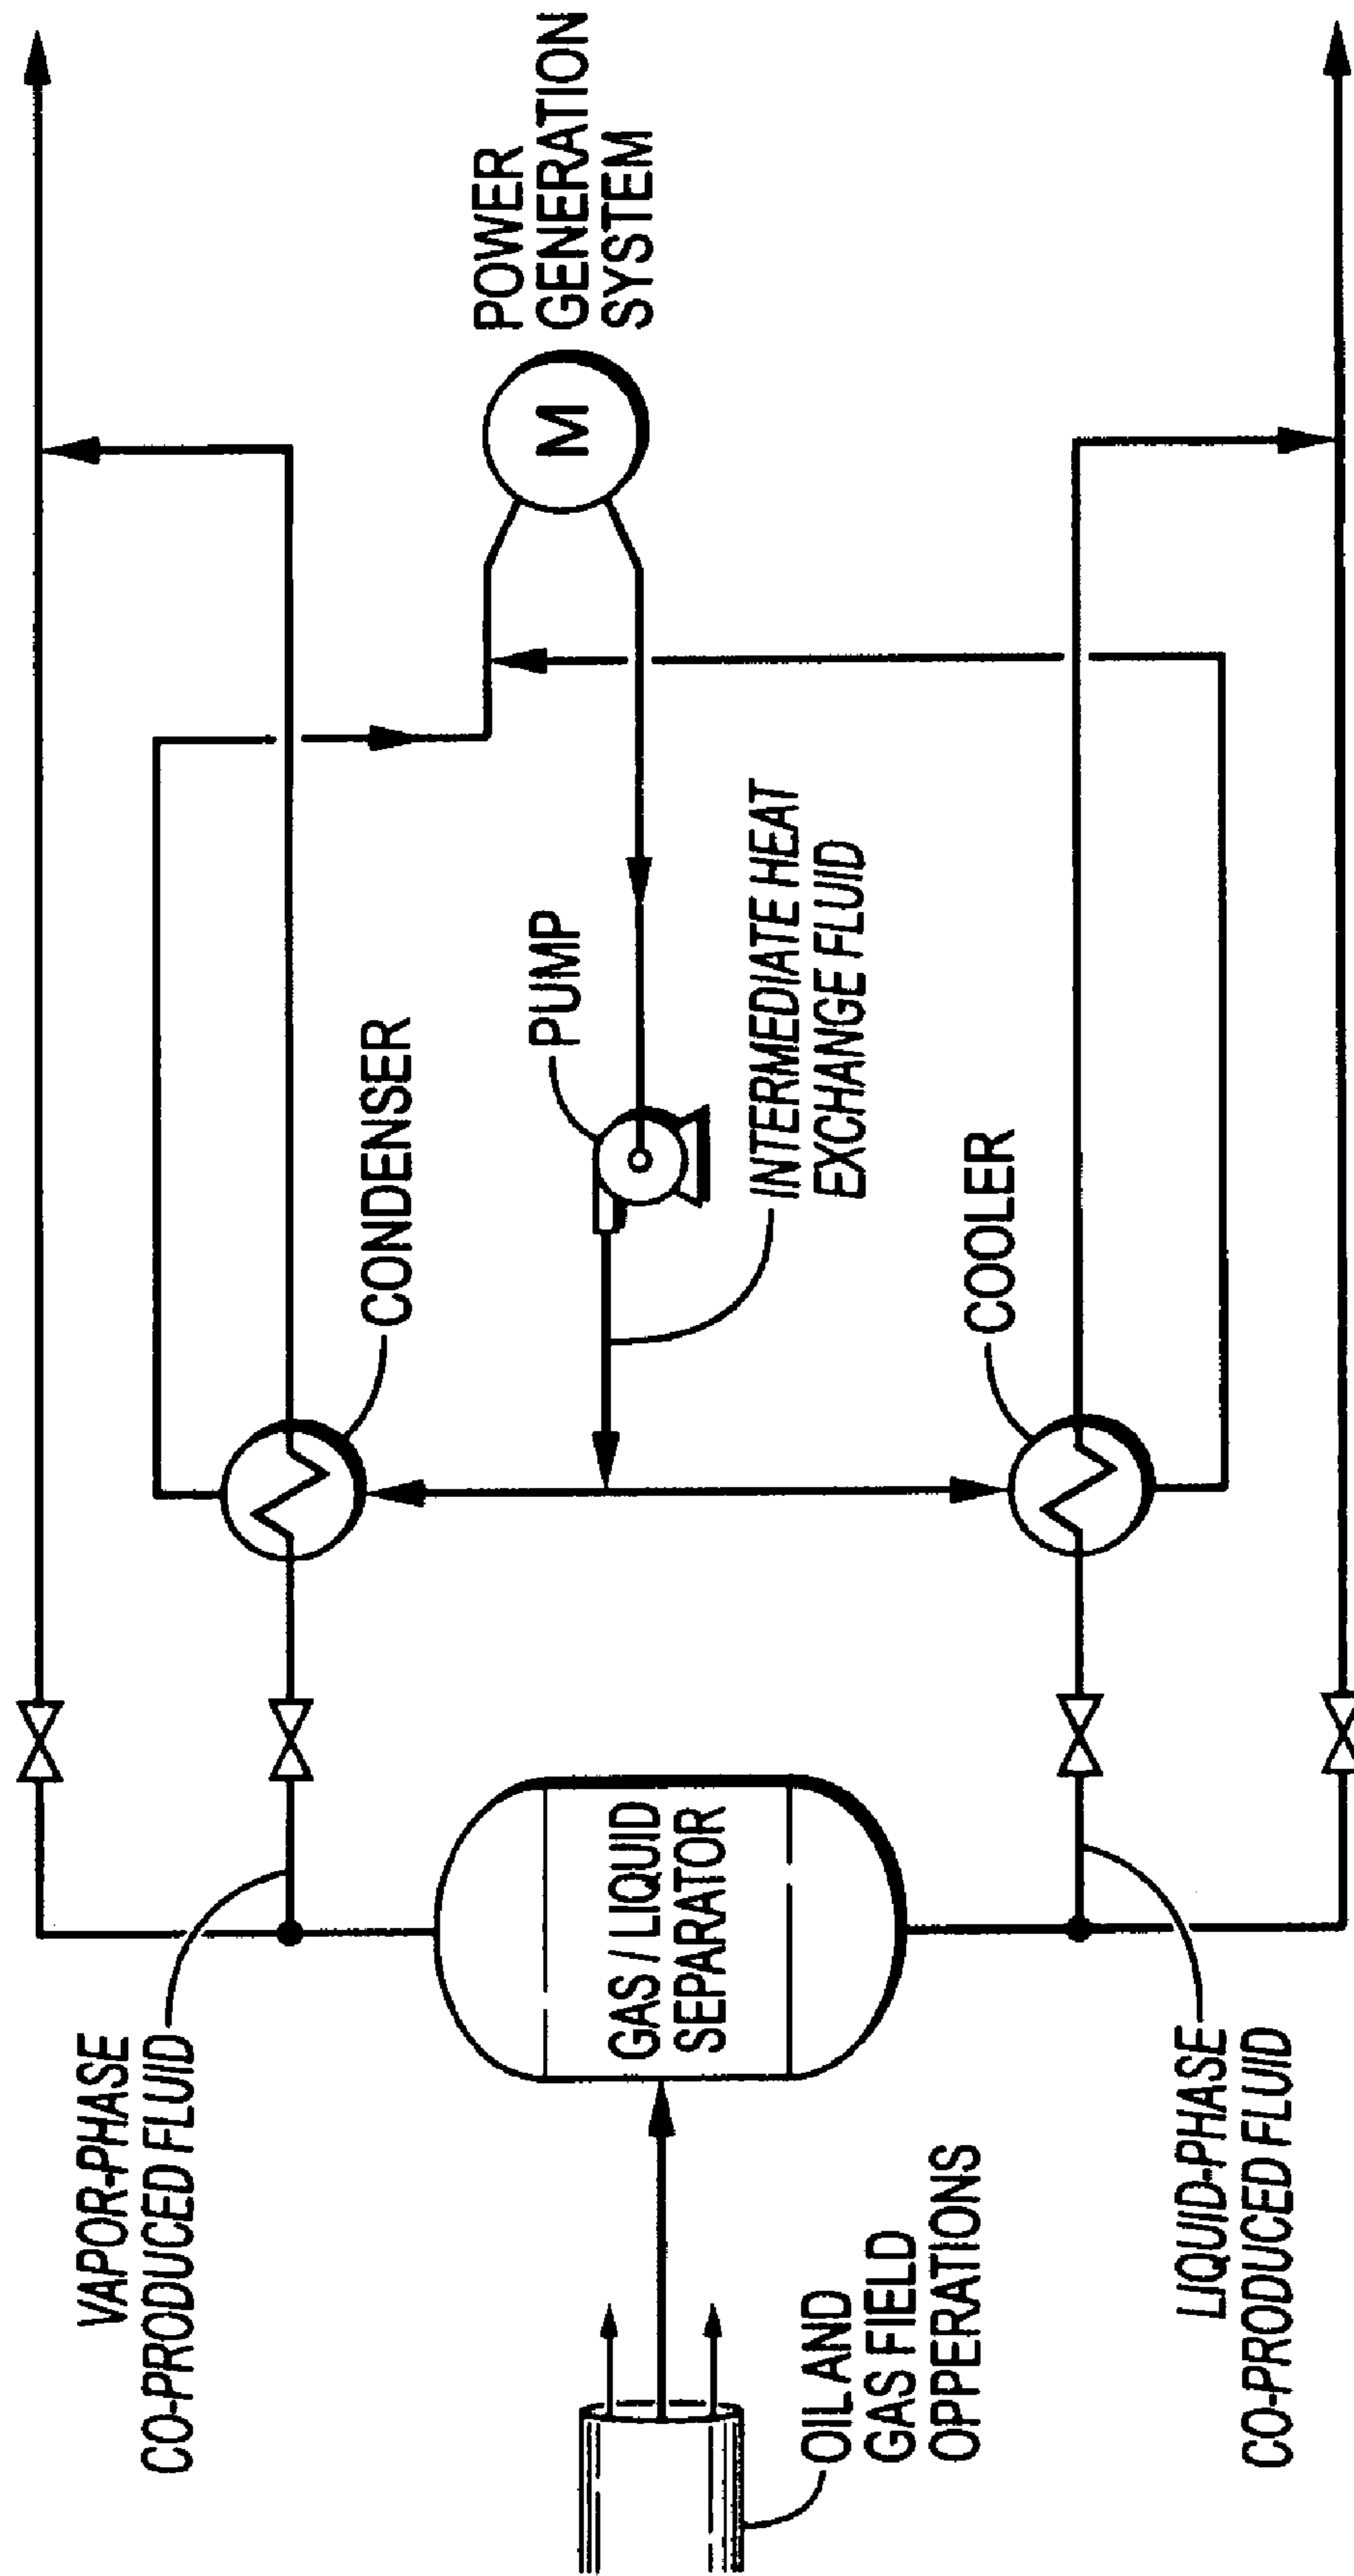 VAPOR-PHASE
CO-PRODUCED FLUID
CONDENSER
POWER
GENERATION
SYSTEM
M
PUMP
GAS / LIQUID
SEPARATOR
INTERMEDIATE HEAT
EXCHANGE FLUID
OIL AND
GAS FIELD
OPPERATIONS
COOLER
LIQUID-PHASE
CO-PRODUCED FLUID